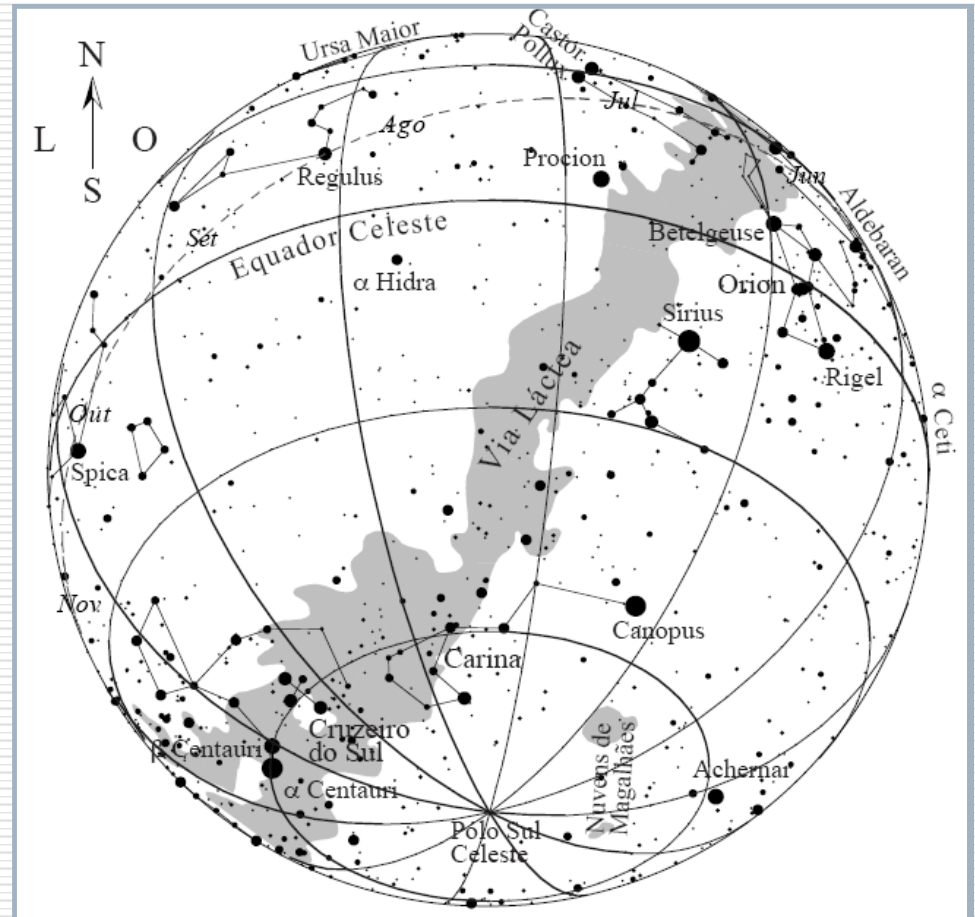 N
L O
S
Ursa Maior
Castor
Pollux
Ago
Jul
Procion
Jun
Regulus
Aldebaran
Set
Equador Celeste
Betelgeuse
α Hidra
Orion
Sirius
Rigel
α Ceti
Via Láctea
Out
Spica
Nov
Canopus
Carina
Cruzeiro
do Sul
β Centauri
α Centauri
Nuvens de
Magalhães
Achernar
Pólo Sul
Celeste